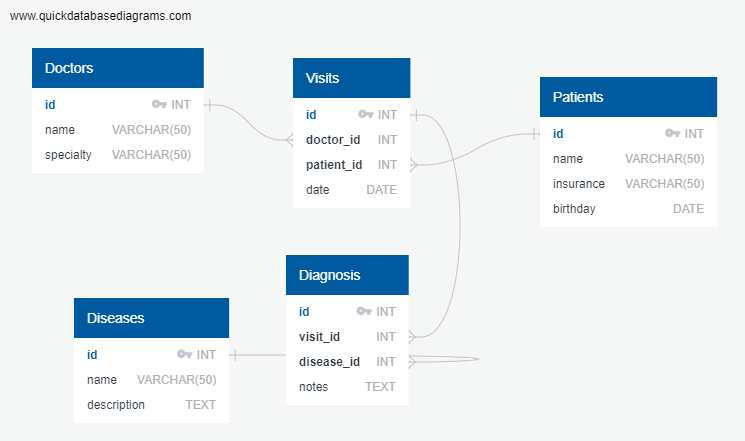 www.quickdatabasediagrams.com
Doctors
id INT
name VARCHAR(50)
specialty VARCHAR(50)
Visits
id INT
doctor_id INT
patient_id INT
date DATE
Patients
id INT
name VARCHAR(50)
insurance VARCHAR(50)
birthday DATE
Diagnosis
id INT
visit_id INT
disease_id INT
notes TEXT
Diseases
id INT
name VARCHAR(50)
description TEXT